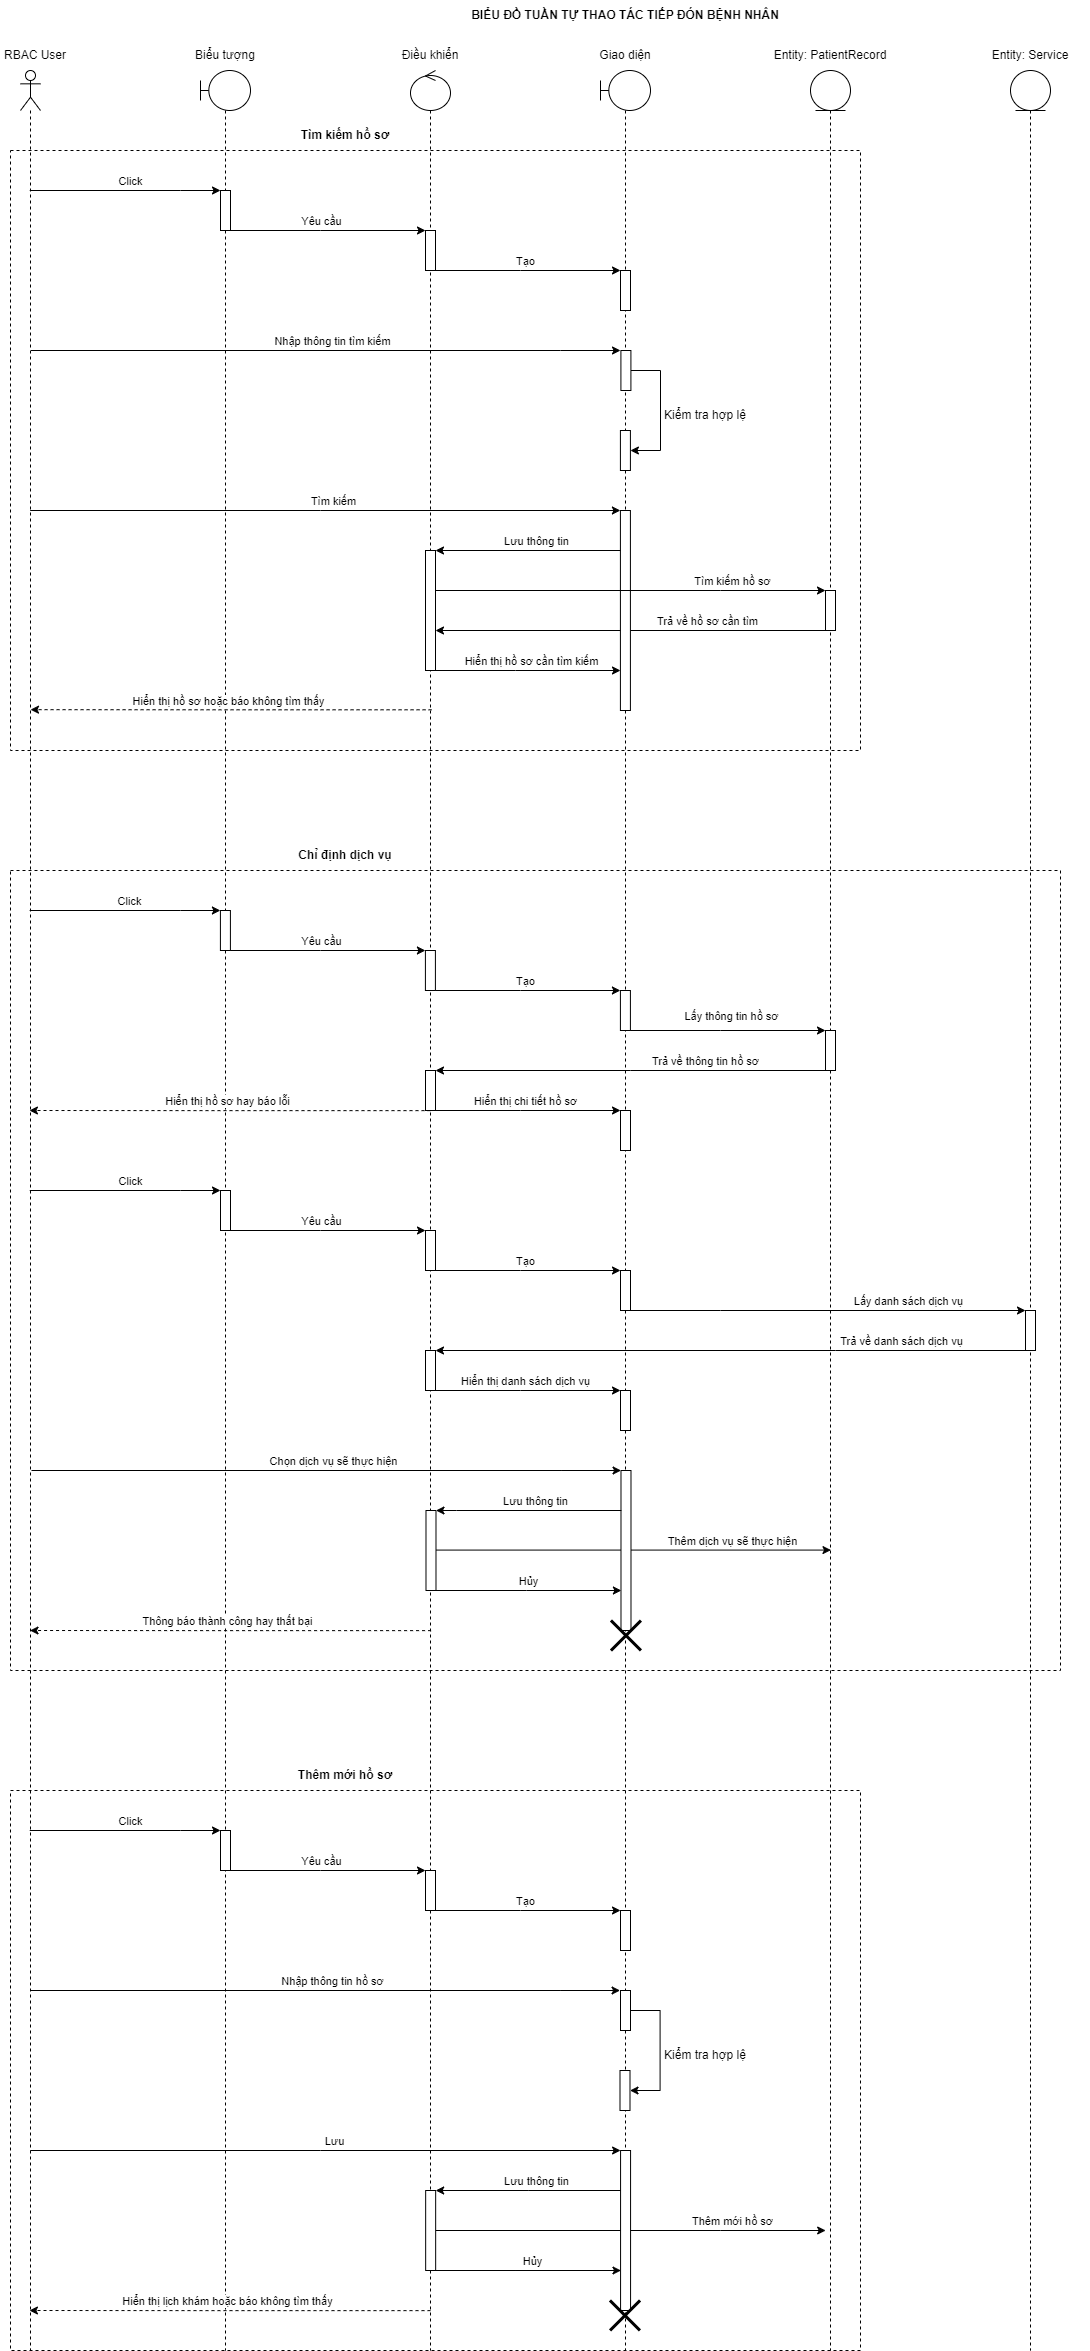 BIỂU ĐỒ TUẦN TỰ THAO TÁC TIẾP ĐÓN BỆNH NHÂN
RBAC User
Biểu tượng
Điều khiển
Giao diện
Entity: PatientRecord
Entity: Service
Tìm kiếm hồ sơ
Click
Yêu cầu
Tạo
Nhập thông tin tìm kiếm
Kiểm tra hợp lệ
Tìm kiếm
Lưu thông tin
Tìm kiếm hồ sơ
Trả về hồ sơ cần tìm
Hiển thị hồ sơ cần tìm kiếm
Hiển thị hồ sơ hoặc báo không tìm thấy
Chỉ định dịch vụ
Click
Yêu cầu
Tạo
Lấy thông tin hồ sơ
Trả về thông tin hồ sơ
Hiển thị hồ sơ hay báo lỗi
Hiển thị chi tiết hồ sơ
Click
Yêu cầu
Tạo
Lấy danh sách dịch vụ
Trả về danh sách dịch vụ
Hiển thị danh sách dịch vụ
Chọn dịch vụ sẽ thực hiện
Lưu thông tin
Thêm dịch vụ sẽ thực hiện
Hủy
Thông báo thành công hay thất bại
Thêm mới hồ sơ
Click
Yêu cầu
Tạo
Nhập thông tin hồ sơ
Kiểm tra hợp lệ
Lưu
Lưu thông tin
Thêm mới hồ sơ
Hủy
Hiển thị lịch khám hoặc báo không tìm thấy